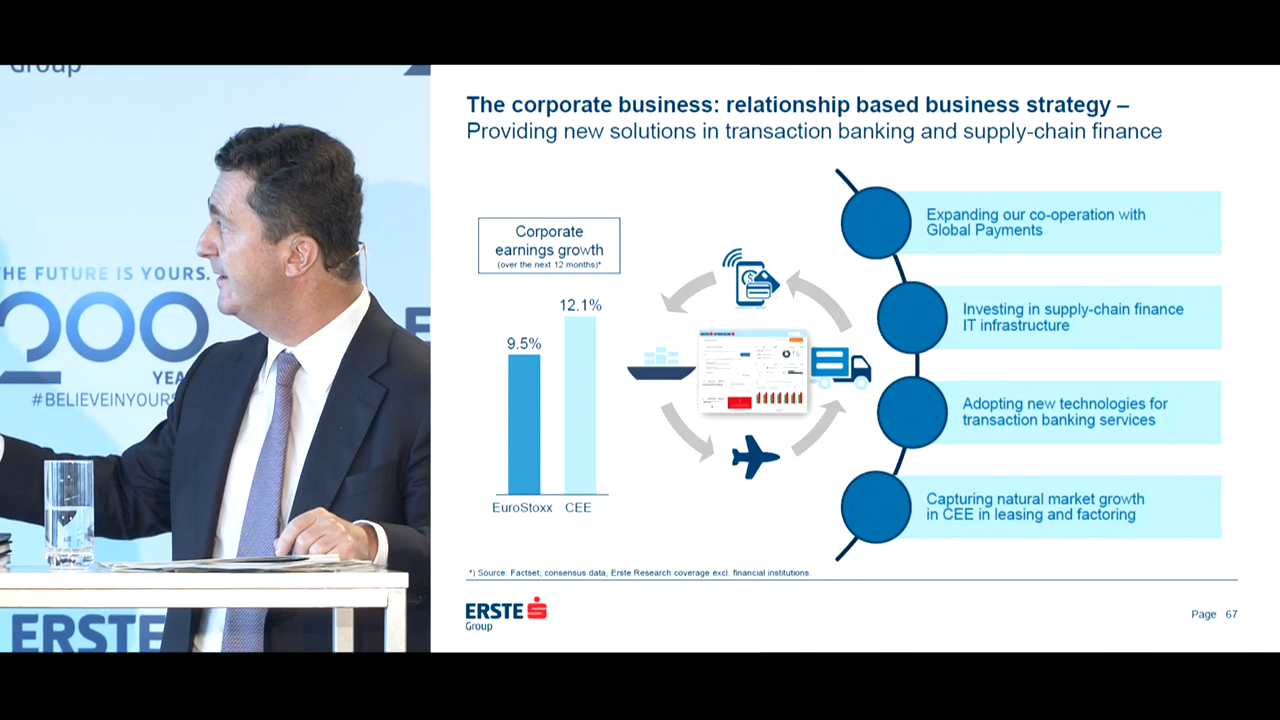 Group
THE FUTURE IS YOURS.
200
YEA
#BELIEVEINYOURS
E
ERSTE
The corporate business: relationship based business strategy –
Providing new solutions in transaction banking and supply-chain finance
Corporate
earnings growth
(over the next 12 months)*
12.1%
9.5%
EuroStoxx CEE
Expanding our co-operation with
Global Payments
Investing in supply-chain finance
IT infrastructure
Adopting new technologies for
transaction banking services
Capturing natural market growth
in CEE in leasing and factoring
*) Source: Factset; consensus data, Erste Research coverage excl. financial institutions.
ERSTE
Group
Page 67